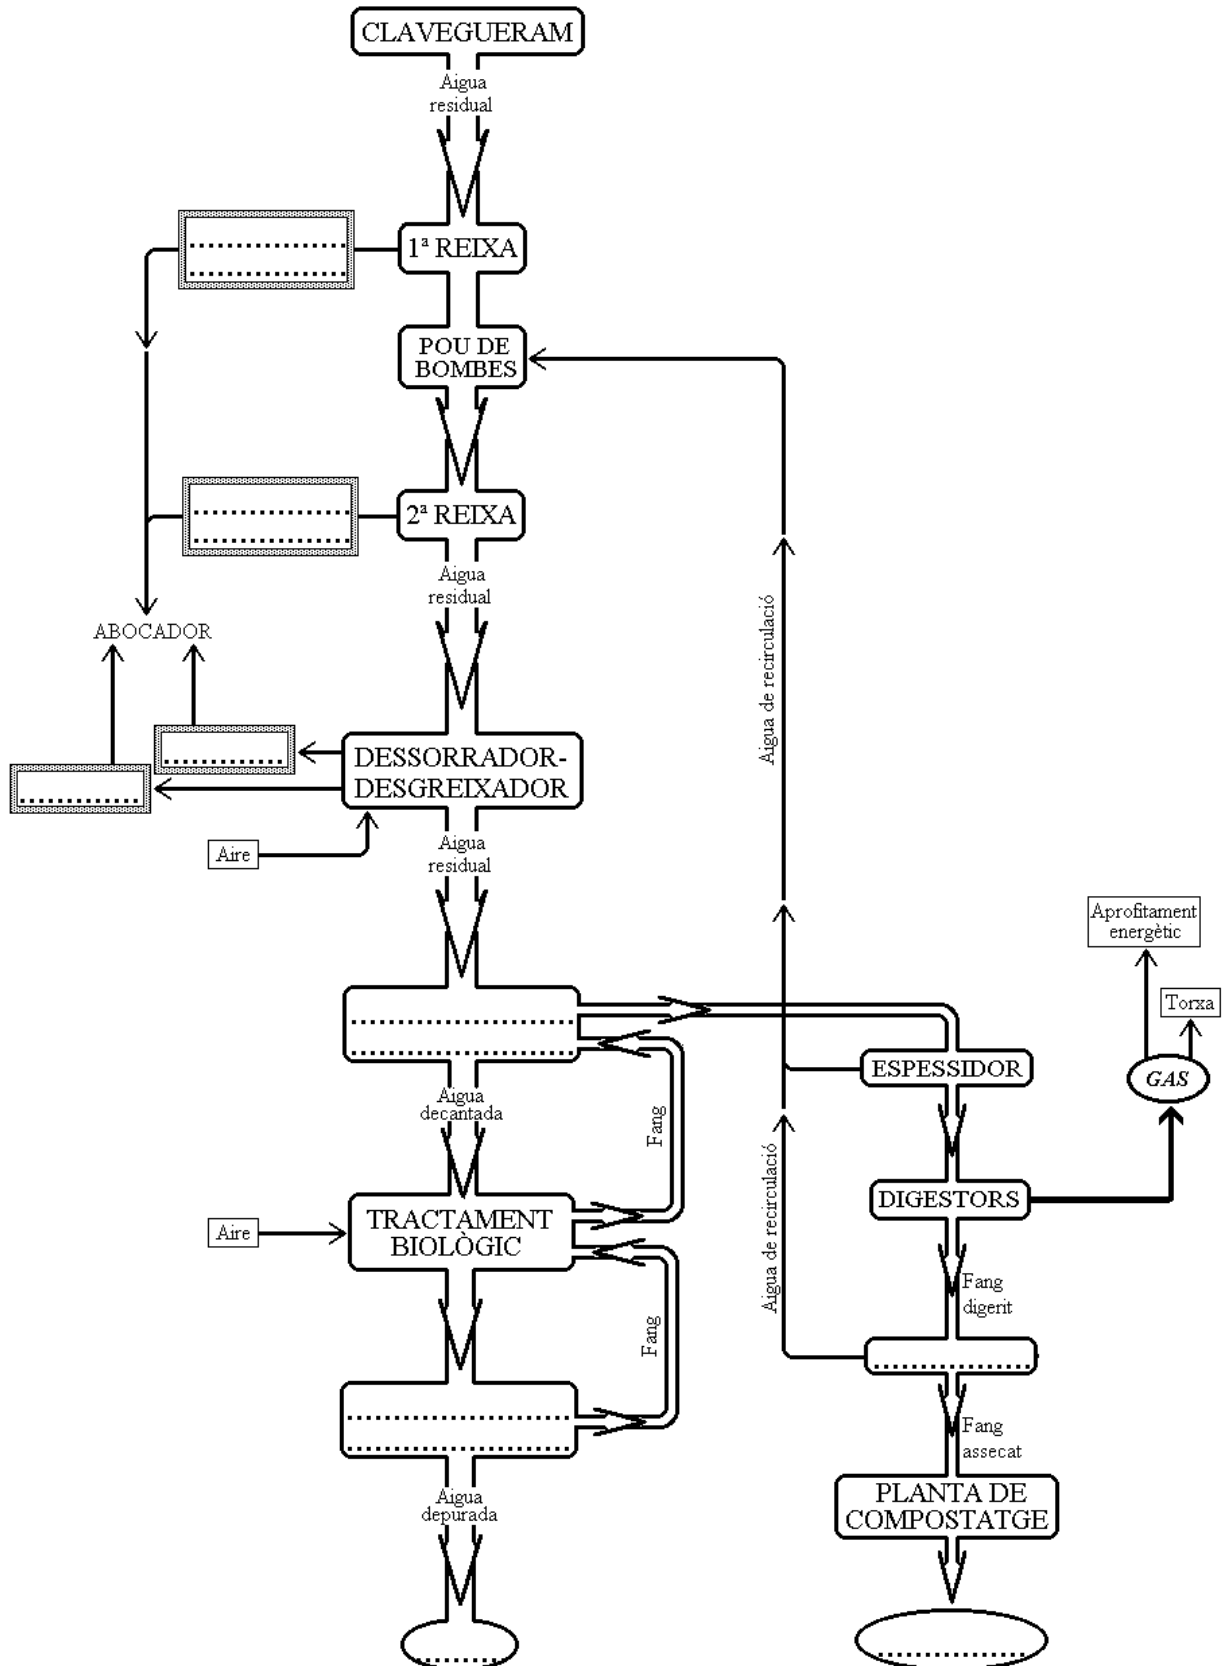 CLAVEGUERAM
Aigua
residual
1ª REIXA
POU DE
BOMBES
2ª REIXA
Aigua
residual
ABOCADOR
DESSORRADOR-
DESGREIXADOR
Aire
Aigua
residual
Aigua de recirculació
Aprofitament
energètic
Torxa
GAS
ESPESSIDOR
Aigua
decantada
Fang
DIGESTORS
TRACTAMENT
BIOLÒGIC
Aire
Aigua de recirculació
Fang
digerit
Fang
Fang
assecat
PLANTA DE
COMPOSTATGE
Aigua
depurada